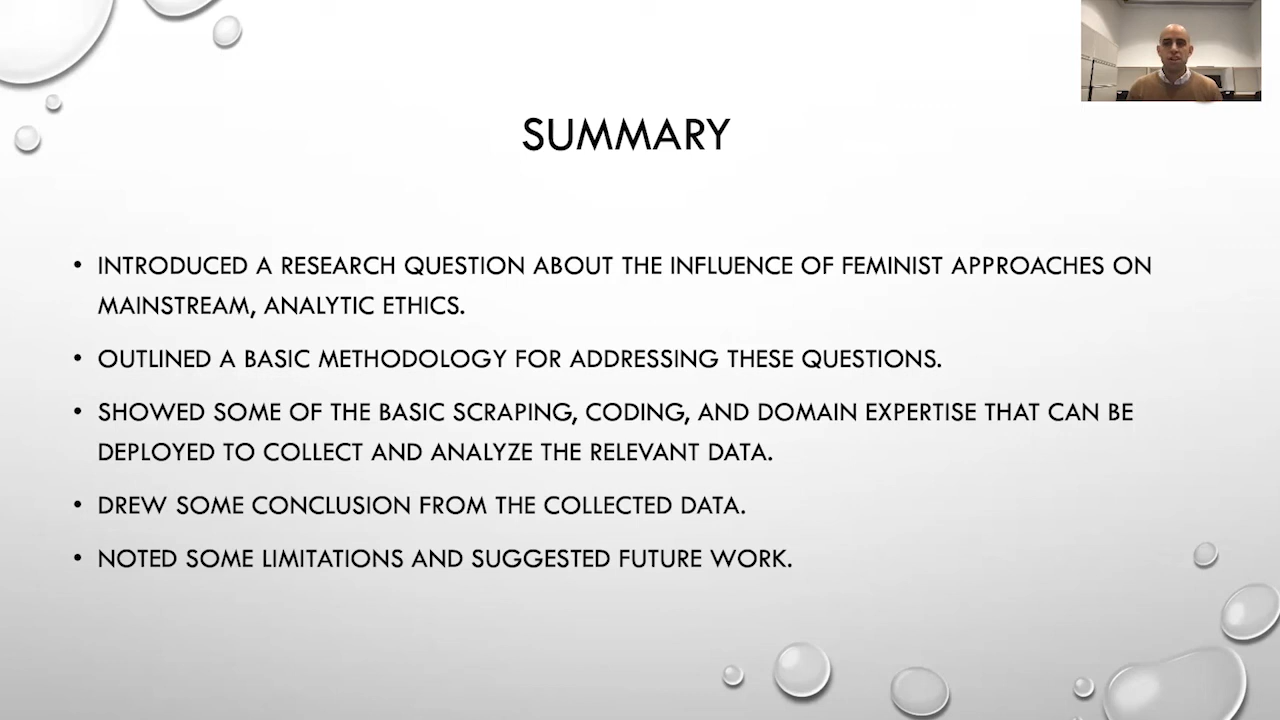 SUMMARY
• INTRODUCED A RESEARCH QUESTION ABOUT THE INFLUENCE OF FEMINIST APPROACHES ON
MAINSTREAM, ANALYTIC ETHICS.
• OUTLINED A BASIC METHODOLOGY FOR ADDRESSING THESE QUESTIONS.
• SHOWED SOME OF THE BASIC SCRAPING, CODING, AND DOMAIN EXPERTISE THAT CAN BE
DEPLOYED TO COLLECT AND ANALYZE THE RELEVANT DATA.
• DREW SOME CONCLUSION FROM THE COLLECTED DATA.
• NOTED SOME LIMITATIONS AND SUGGESTED FUTURE WORK.